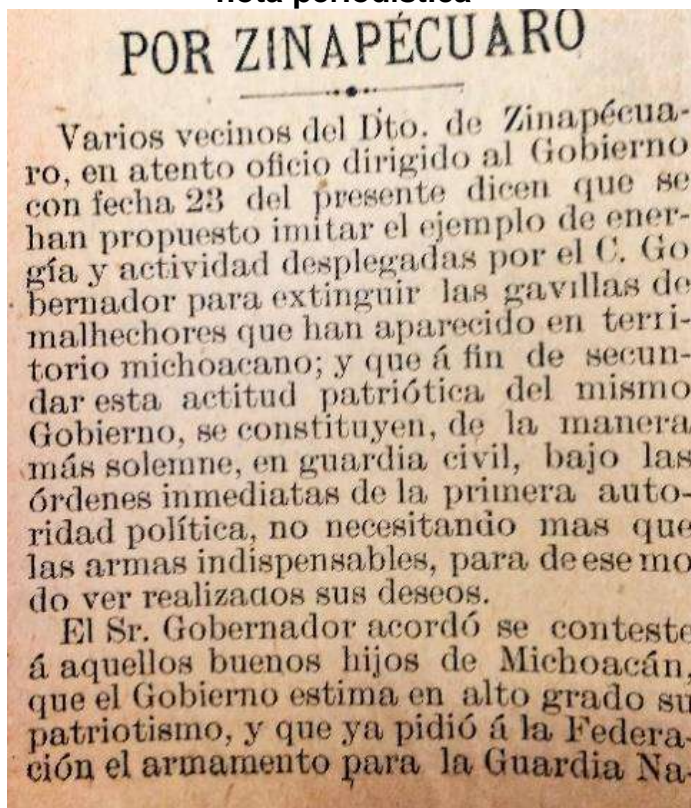 nota periodística
POR ZINAPÉCUARO
Varios vecinos del Dto. de Zinapécua-
ro, en atento oficio dirigido al Gobierno
con fecha 23 del presente dicen que se
han propuesto imitar el ejemplo de ener-
gía y actividad desplegadas por el C. Go
bernador para extinguir las gavillas de
malhechores que han aparecido en terri-
torio michoacano; y que á fin de secun-
dar esta actitud patriótica del mismo
Gobierno, se constituyen, de la manera
más solemne, en guardia civil, bajo las
órdenes inmediatas de la primera auto-
ridad política, no necesitando mas que
las armas indispensables, para de ese mo
do ver realizados sus deseos.
El Sr. Gobernador acordó se conteste
á aquellos buenos hijos de Michoacán,
que el Gobierno estima en alto grado su
patriotismo, y que ya pidió á la Federa-
ción el armamento para la Guardia Na-